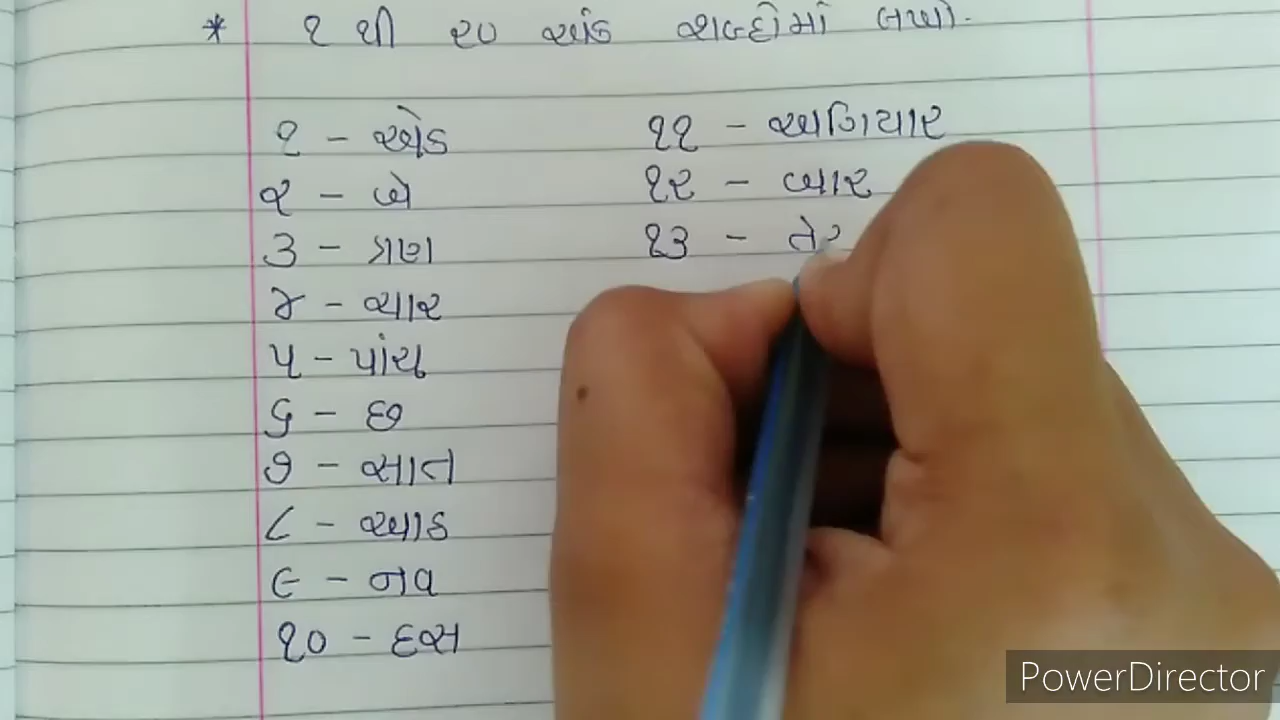 * ૧ થી ૨૦ અંક શબ્દોમાં લખો.
૧ - એક
૨ - બે
૩ - ત્રણ
૪ - ચાર
૫ - પાંચ
૬ - છ
૭ - સાત
૮ - આઠ
૯ - નવ
૧૦ - દસ
૧૧ - અગિયાર
૧૨ - બાર
૧૩ - તેર
PowerDirector